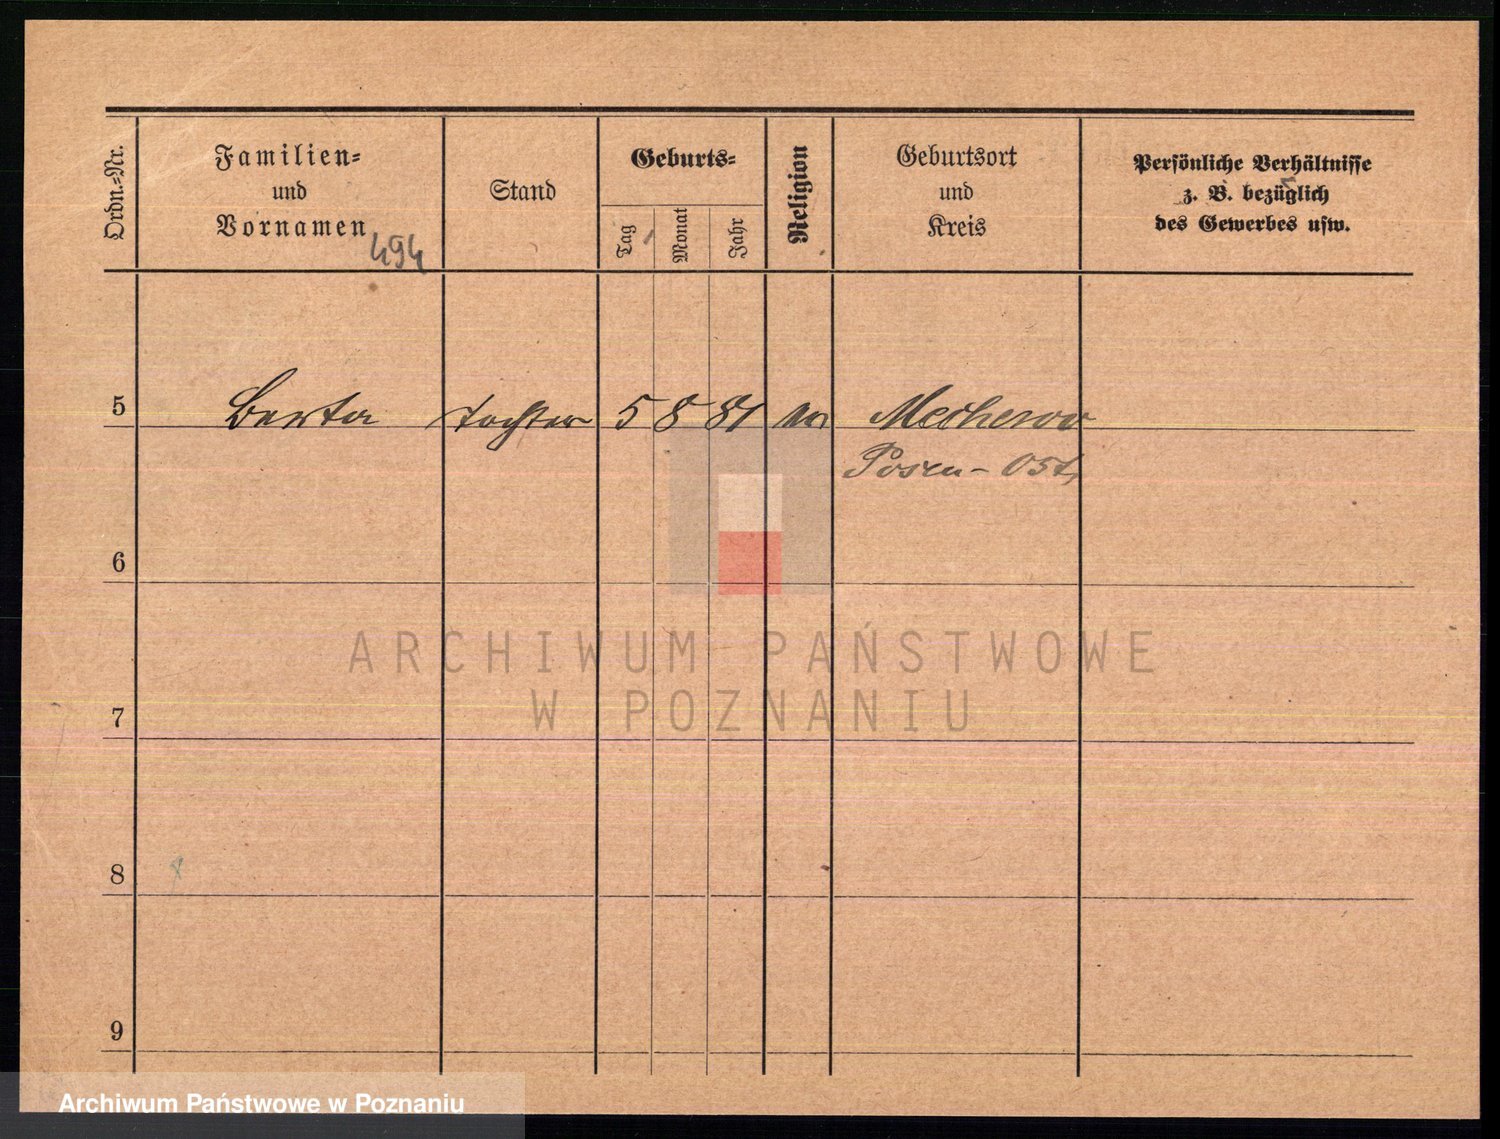 Ordn.-Nr.
Familien-
und
Vornamen
494
Stand
Geburts-
Tag
Monat
Jahr
Religion
Geburtsort
und
Kreis
Persönliche Verhältnisse
z. B. bezüglich
des Gewerbes usw.
5 Berta Tochter 5 8 81
Posen-Ost
6
7
8
9
ARCHIWUM PAŃSTWOWE
W POZNANIU
Archiwum Państwowe w Poznaniu